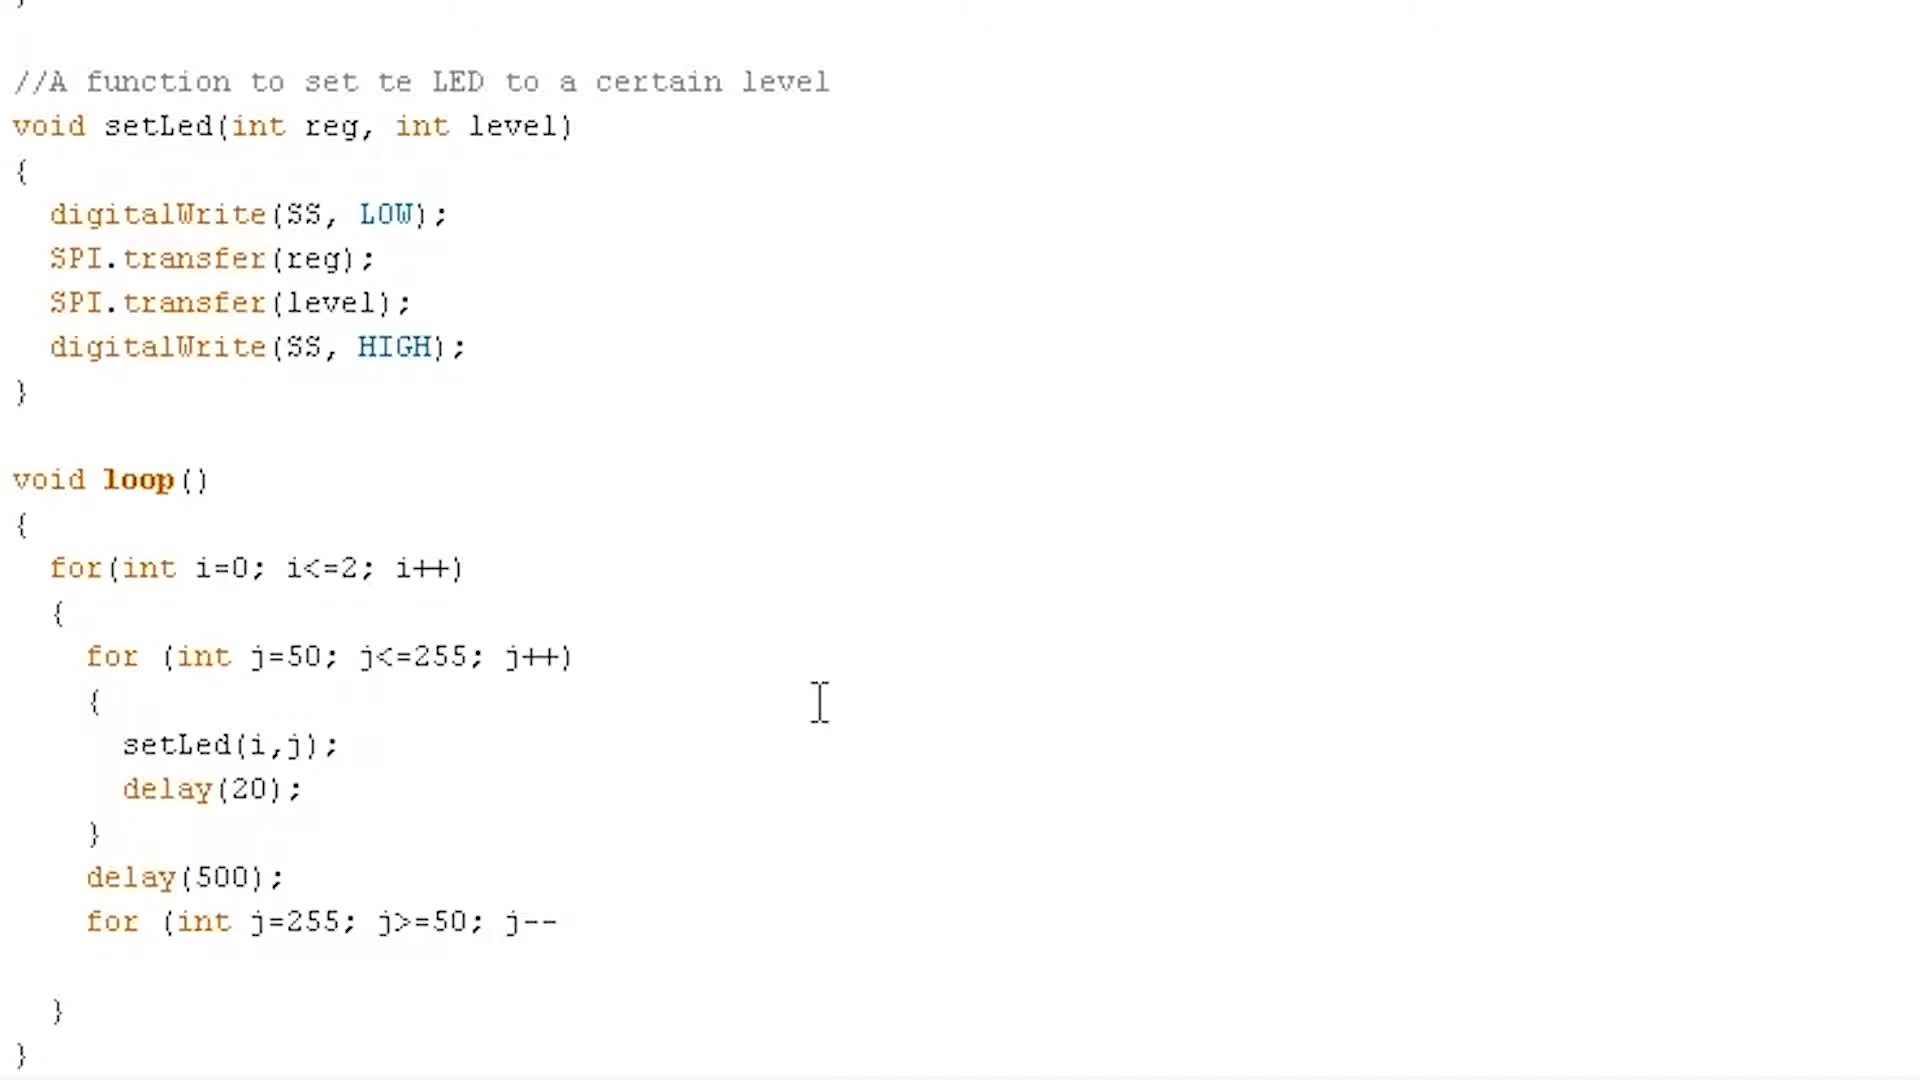 }
//A function to set te LED to a certain level
void setLed(int reg, int level)
{
digitalWrite(SS, LOW);
SPI.transfer(reg);
SPI.transfer(level);
digitalWrite(SS, HIGH);
}
void loop()
{
for(int i=0; i<=2; i++)
{
for (int j=50; j<=255; j++)
{
setLed(i,j);
delay(20);
}
delay(500);
for (int j=255; j>=50; j--
}
}